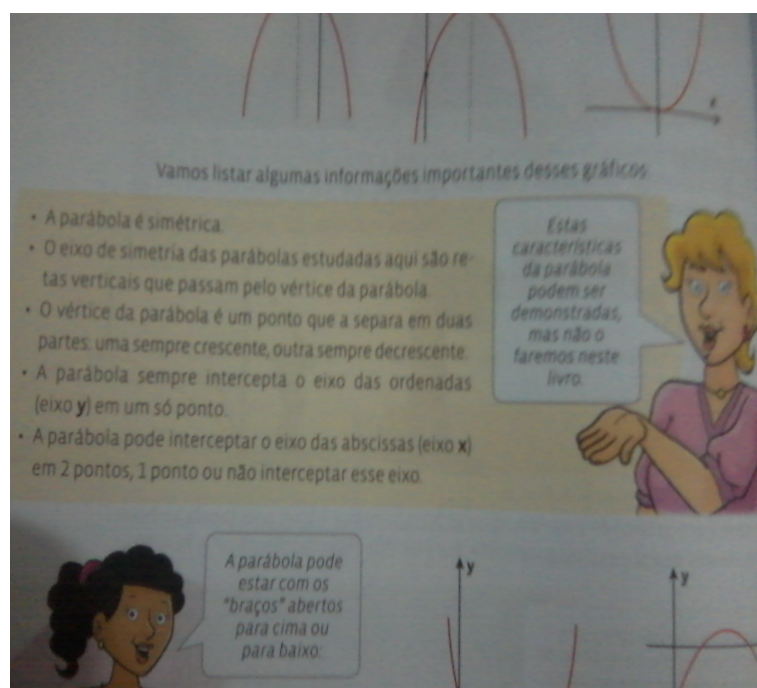 x
Vamos listar algumas informações importantes desses gráficos.
• A parábola é simétrica.
• O eixo de simetria das parábolas estudadas aqui são re-
tas verticais que passam pelo vértice da parábola.
• O vértice da parábola é um ponto que a separa em duas
partes: uma sempre crescente, outra sempre decrescente.
• A parábola sempre intercepta o eixo das ordenadas
(eixo y) em um só ponto.
• A parábola pode interceptar o eixo das abscissas (eixo x)
em 2 pontos, 1 ponto ou não interceptar esse eixo.
Estas
características
da parábola
podem ser
demonstradas,
mas não o
faremos neste
livro.
A parábola pode
estar com os
"braços" abertos
para cima ou
para baixo:
y
y